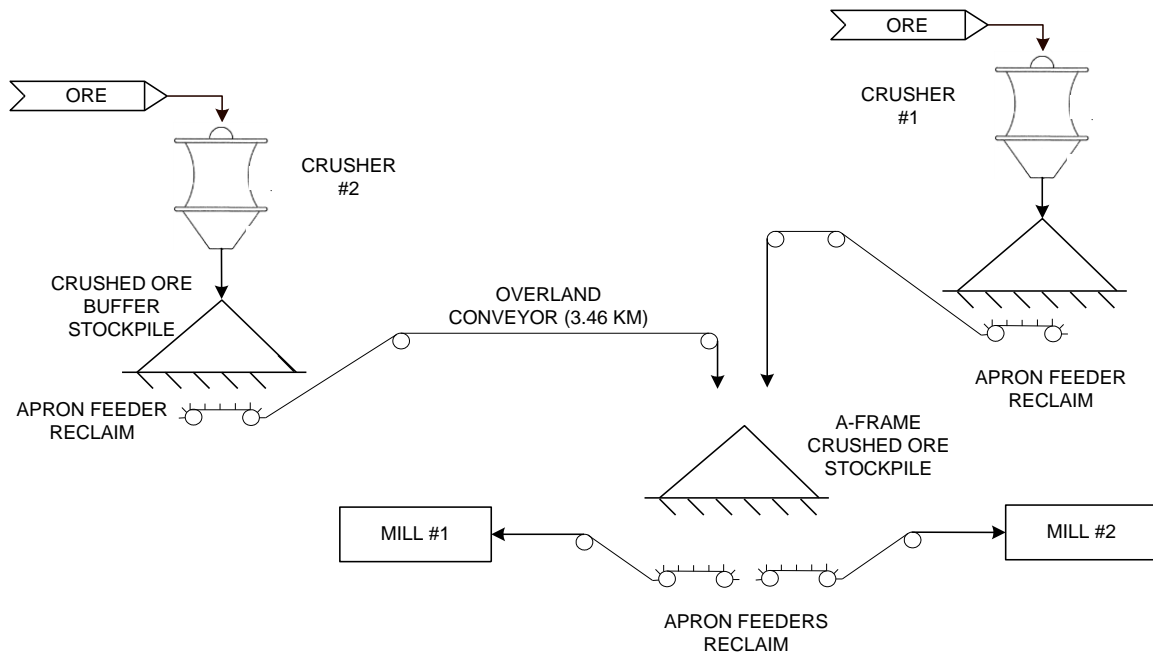 ORE
ORE
CRUSHER
#1
CRUSHER
#2
CRUSHED ORE
BUFFER
STOCKPILE
OVERLAND
CONVEYOR (3.46 KM)
APRON FEEDER
RECLAIM
APRON FEEDER
RECLAIM
A-FRAME
CRUSHED ORE
STOCKPILE
MILL #1
MILL #2
APRON FEEDERS
RECLAIM